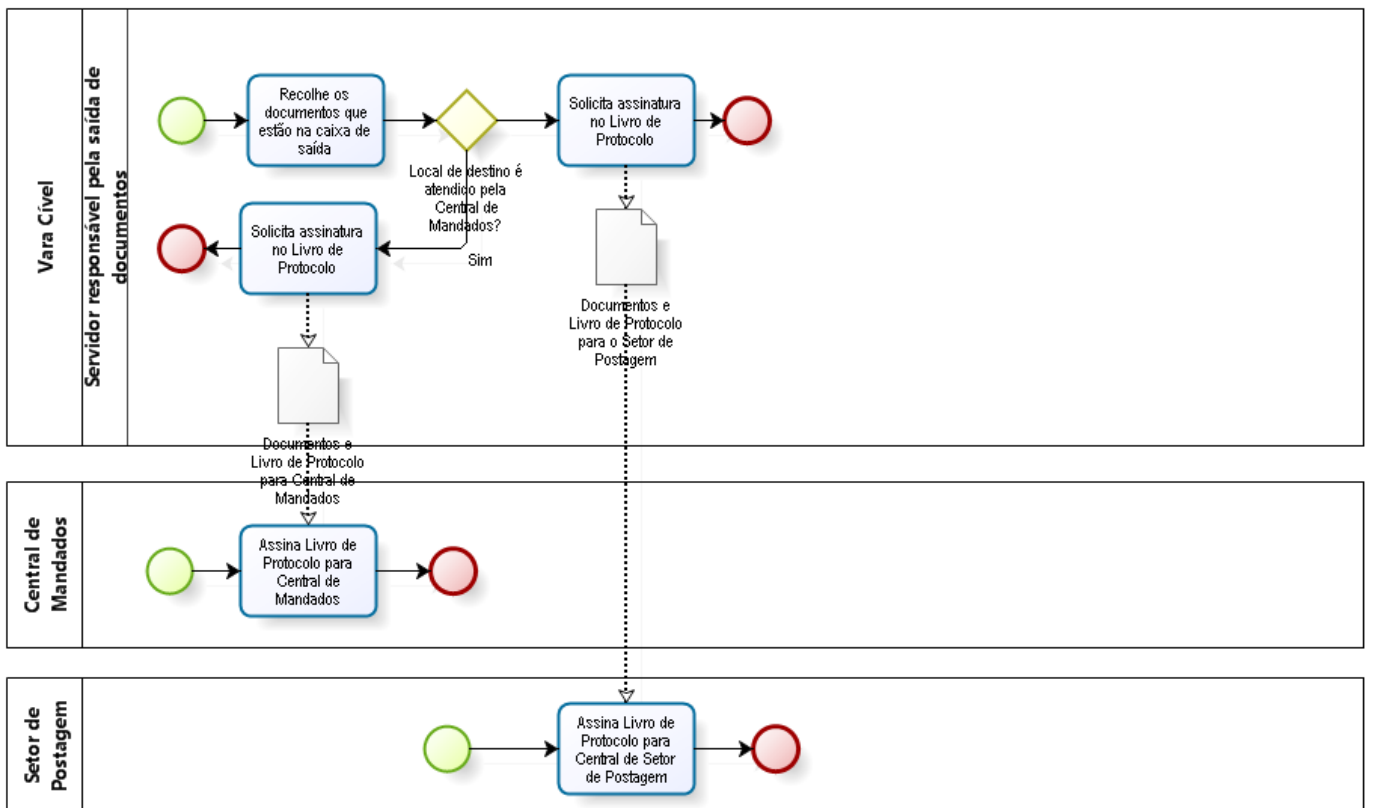 Vara Cível
Servidor responsável pela saída de
documentos
Recolhe os
documentos que
estão na caixa de
saída
Local de destino é
atendido pela
Central de
Mandados?
Sim
Solicita assinatura
no Livro de
Protocolo
Documentos e
Livro de Protocolo
para o Setor de
Postagem
Solicita assinatura
no Livro de
Protocolo
Documentos e
Livro de Protocolo
para Central de
Mandados
Central de
Mandados
Assina Livro de
Protocolo para
Central de
Mandados
Setor de
Postagem
Assina Livro de
Protocolo para
Central de Setor
de Postagem